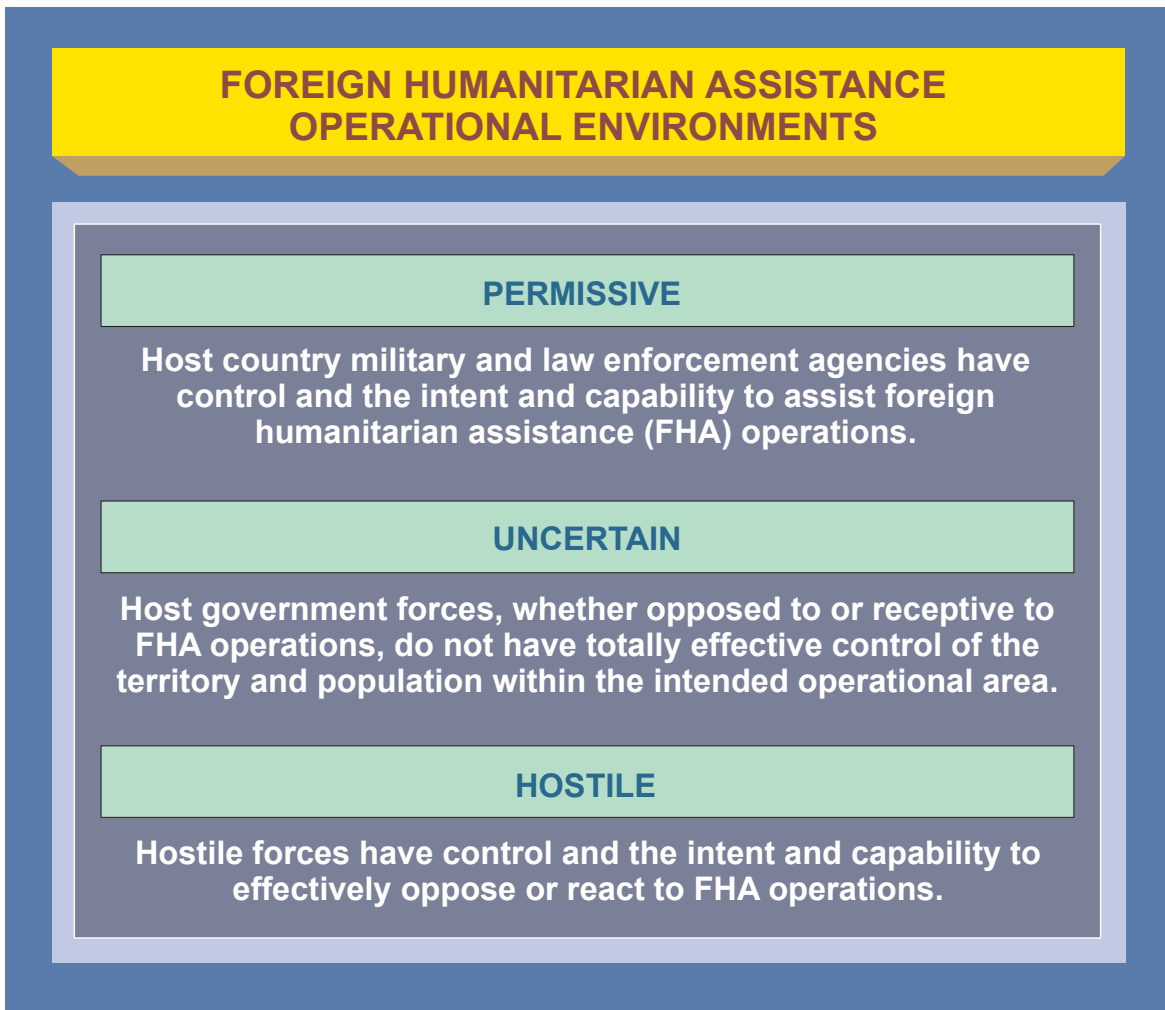 FOREIGN HUMANITARIAN ASSISTANCE
OPERATIONAL ENVIRONMENTS
PERMISSIVE
Host country military and law enforcement agencies have
control and the intent and capability to assist foreign
humanitarian assistance (FHA) operations.
UNCERTAIN
Host government forces, whether opposed to or receptive to
FHA operations, do not have totally effective control of the
territory and population within the intended operational area.
HOSTILE
Hostile forces have control and the intent and capability to
effectively oppose or react to FHA operations.